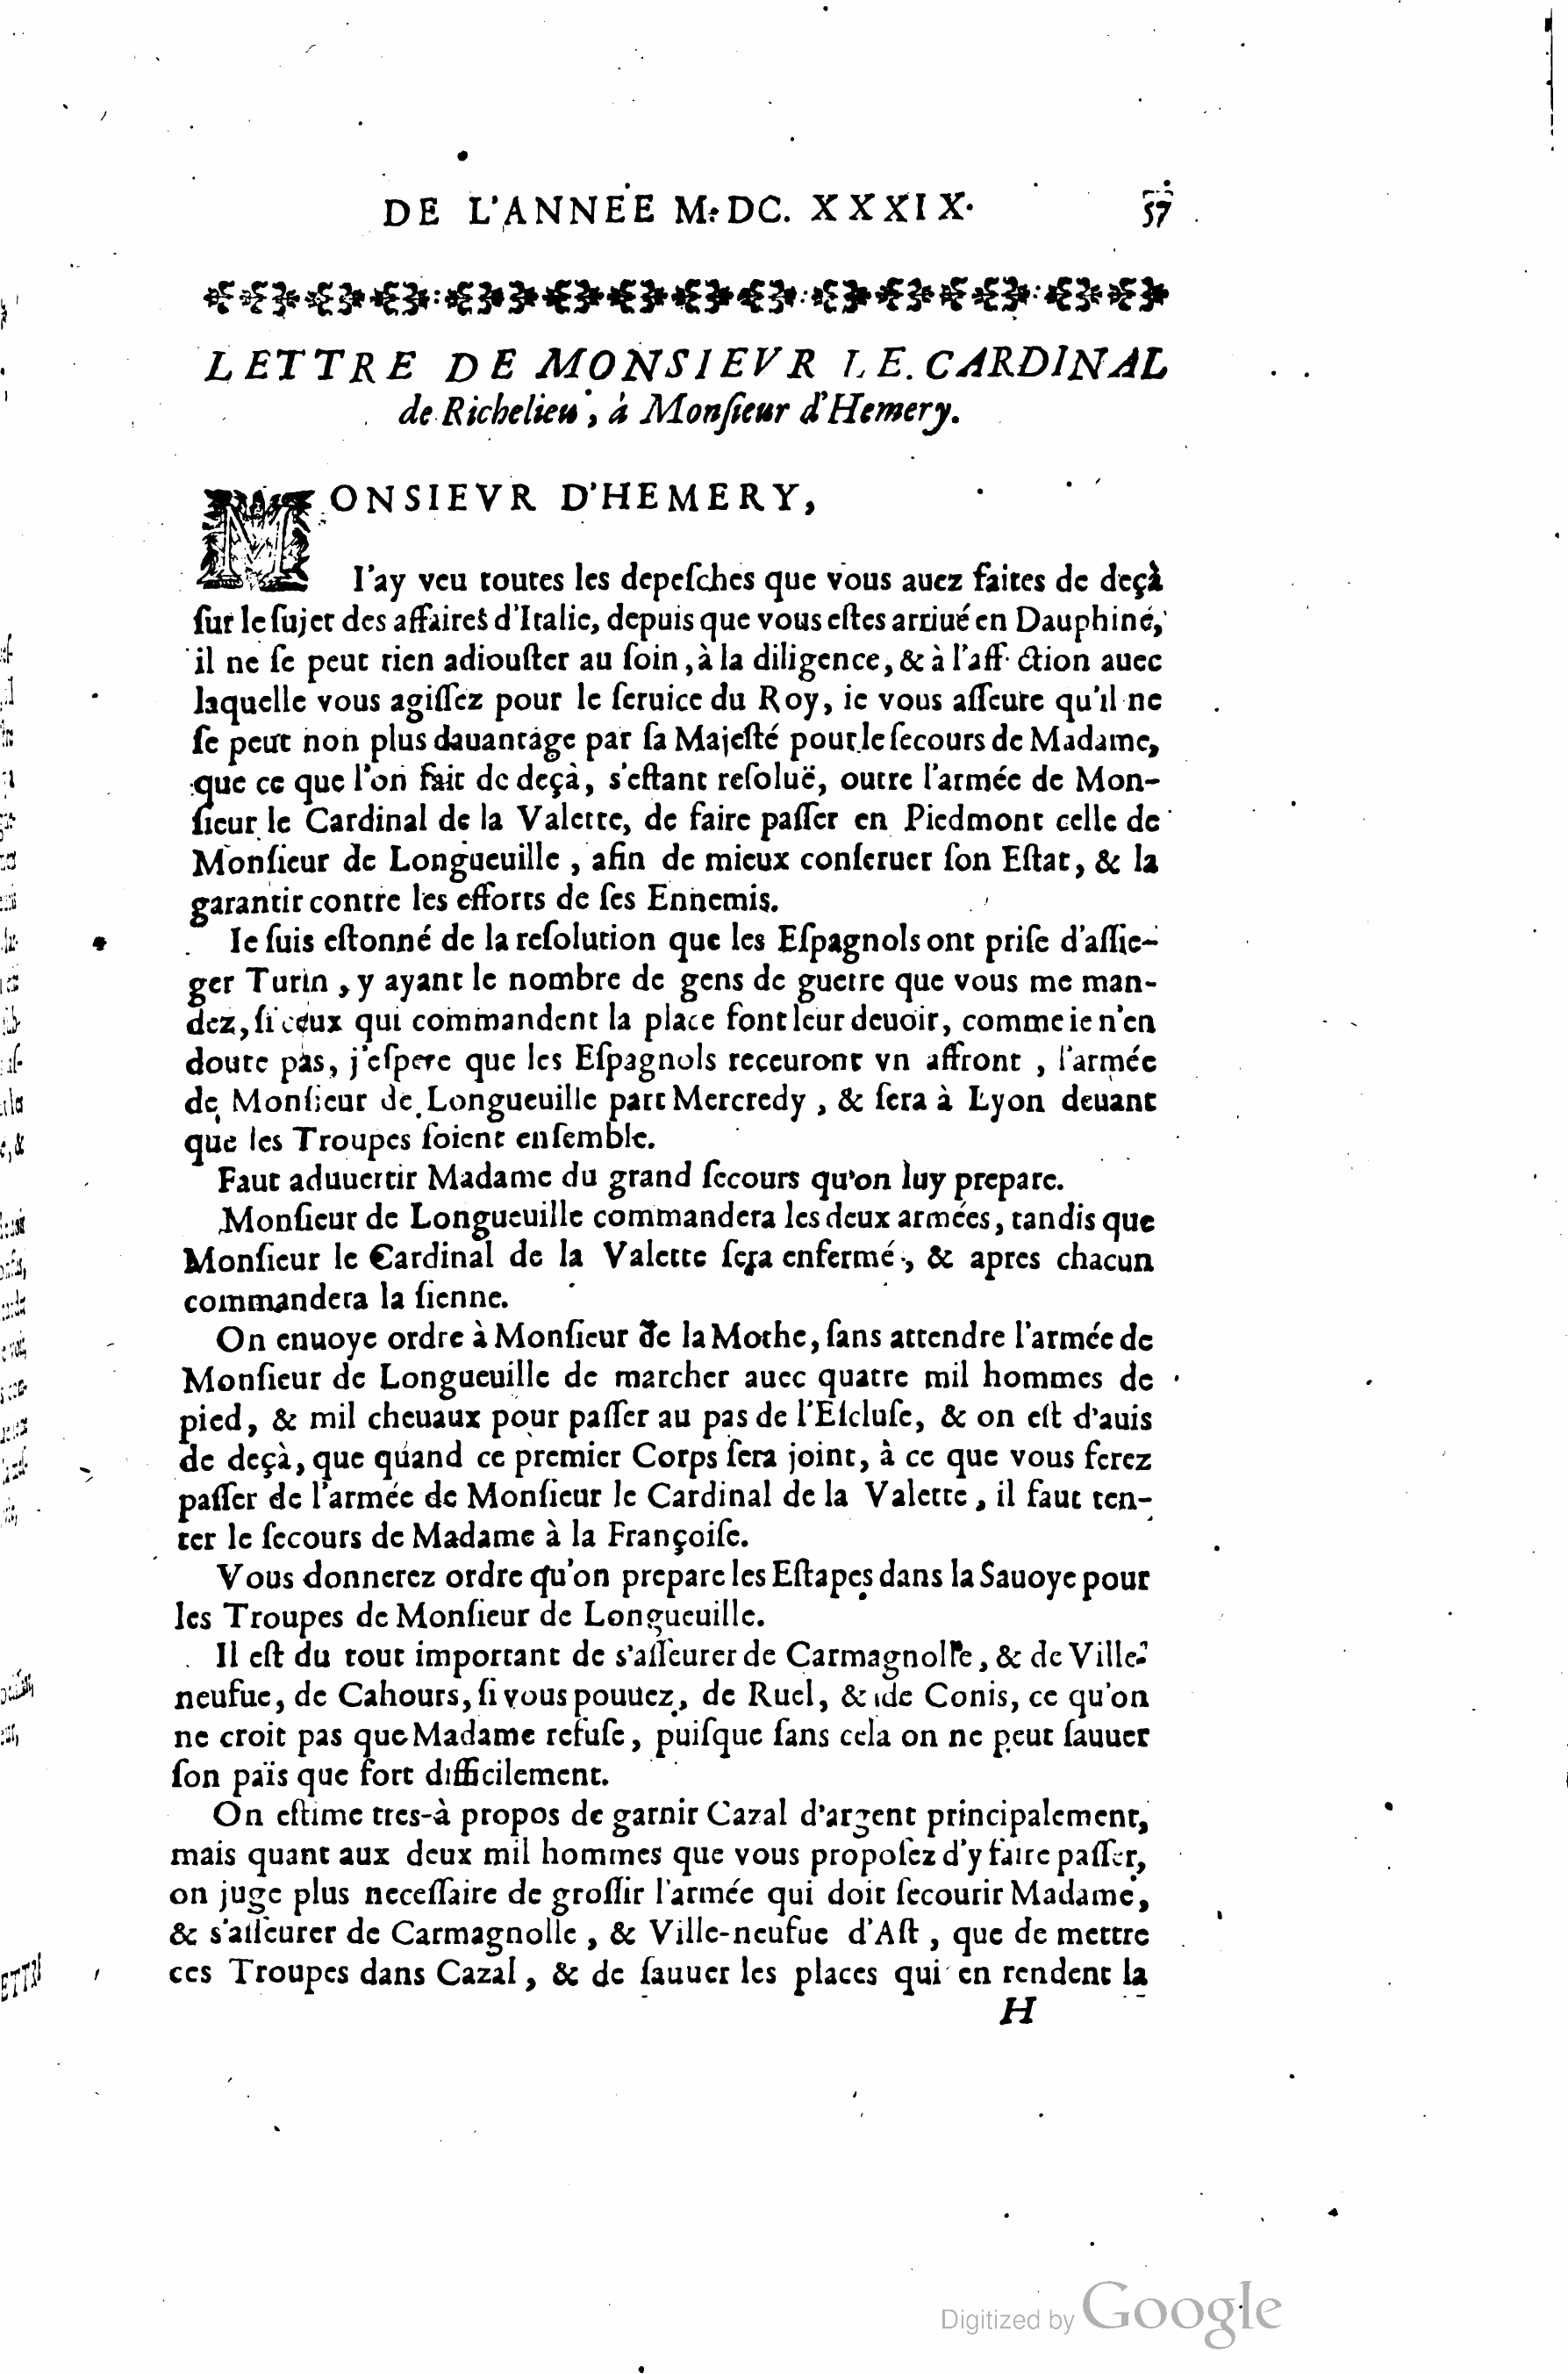 DE L'ANNEE M. DC. XXXIX. 57
LETTRE DE MONSIEVR LE CARDINAL
de Richelieu, à Monſieur d'Hemery.
MONSIEVR D'HEMERY,
I'ay veu toutes les depeſches que vous auez faites de deçà
ſur le ſujet des affaires d'Italie, depuis que vous eſtes arriué en Dauphiné,
il ne ſe peut rien adiouſter au ſoin, à la diligence, & à l'aff ction auec
laquelle vous agiſſez pour le ſeruice du Roy, ie vous aſſeure qu'il ne
ſe peut non plus dauantage par ſa Majeſté pour le ſecours de Madame,
que ce que l'on fait de deçà, s'eſtant reſoluë, outre l'armée de Mon-
ſieur le Cardinal de la Valette, de faire paſſer en Piedmont celle de
Monſieur de Longueuille, afin de mieux conſeruer ſon Eſtat, & la
garantir contre les efforts de ſes Ennemis.
Ie ſuis eſtonné de la reſolution que les Eſpagnols ont priſe d'aſſie-
ger Turin, y ayant le nombre de gens de guerre que vous me man-
dez, ſi ceux qui commandent la place font leur deuoir, comme ie n'en
doute pas, j'eſpere que les Eſpagnols receuront vn affront, l'armée
de Monſieur de Longueuille part Mercredy, & ſera à Lyon deuant
que les Troupes ſoient enſemble.
Faut aduuertir Madame du grand ſecours qu'on luy prepare.
Monſieur de Longueuille commandera les deux armées, tandis que
Monſieur le Cardinal de la Valette ſera enfermé, & apres chacun
commandera la ſienne.
On enuoye ordre à Monſieur de la Mothe, ſans attendre l'armée de
Monſieur de Longueuille de marcher auec quatre mil hommes de
pied, & mil cheuaux pour paſſer au pas de l'Eſcluſe, & on eſt d'auis
de deçà, que quand ce premier Corps ſera joint, à ce que vous ferez
paſſer de l'armée de Monſieur le Cardinal de la Valette, il faut ten-
ter le ſecours de Madame à la Françoiſe.
Vous donnerez ordre qu'on prepare les Eſtapes dans la Sauoye pour
les Troupes de Monſieur de Longueuille.
Il eſt du tout important de s'aſſeurer de Carmagnolle, & de Ville-
neufue, de Cahours, ſi vous pouuez, de Ruel, & de Conis, ce qu'on
ne croit pas que Madame refuſe, puiſque ſans cela on ne peut ſauuer
ſon païs que fort difficilement.
On eſtime tres-à propos de garnir Cazal d'argent principalement,
mais quant aux deux mil hommes que vous propoſez d'y faire paſſer,
on juge plus neceſſaire de groſſir l'armée qui doit ſecourir Madame,
& s'aſſeurer de Carmagnolle, & Ville-neufue d'Aſt, que de mettre
ces Troupes dans Cazal, & de ſauuer les places qui en rendent la
H
Digitized by Google